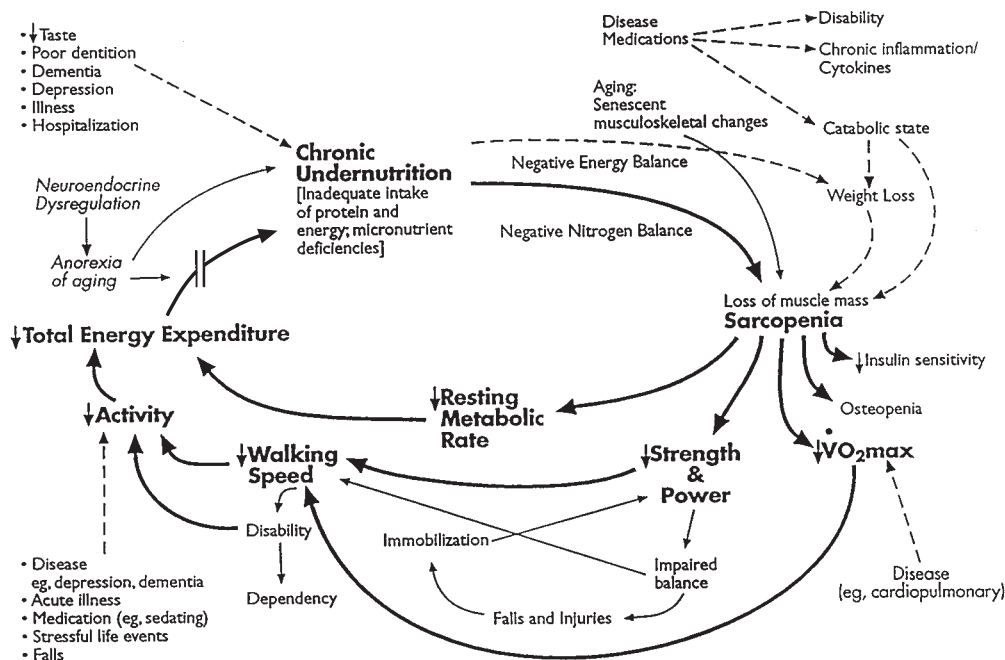 • ↓Taste
• Poor dentition
• Dementia
• Depression
• Illness
• Hospitalization
Disease
Medications
Disability
Chronic inflammation/
Cytokines
Aging:
Senescent
musculoskeletal changes
Catabolic state
Weight Loss
Chronic
Undernutrition
[Inadequate intake
of protein and
energy; micronutrient
deficiencies]
Negative Energy Balance
Negative Nitrogen Balance
Neuroendocrine
Dysregulation
Anorexia
of aging
Loss of muscle mass
Sarcopenia
↓Total Energy Expenditure
↓Insulin sensitivity
↓Resting
Metabolic
Rate
Osteopenia
↓Activity
↓V̇O₂max
↓Walking
Speed
↓Strength
&
Power
Disability
Immobilization
Impaired
balance
Dependency
Falls and Injuries
Disease
(eg, cardiopulmonary)
• Disease
eg, depression, dementia
• Acute illness
• Medication (eg, sedating)
• Stressful life events
• Falls